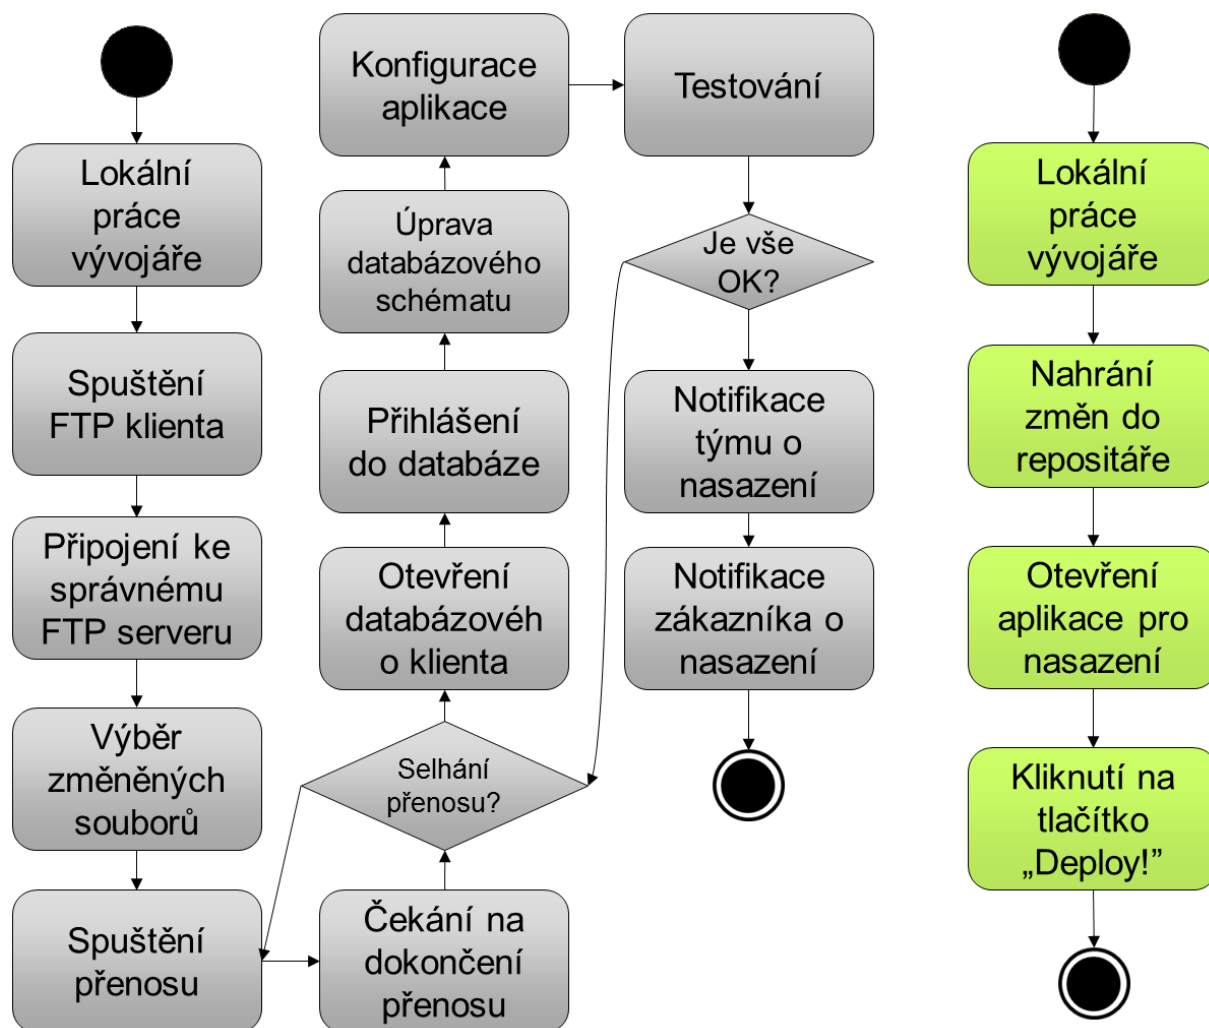 Lokální
práce
vývojáře
Spuštění
FTP klienta
Připojení ke
správnému
FTP serveru
Výběr
změněných
souborů
Spuštění
přenosu
Čekání na
dokončení
přenosu
Selhání
přenosu?
Otevření
databázovéh
o klienta
Přihlášení
do databáze
Úprava
databázového
schématu
Konfigurace
aplikace
Testování
Je vše
OK?
Notifikace
týmu o
nasazení
Notifikace
zákazníka o
nasazení
Lokální
práce
vývojáře
Nahrání
změn do
repositáře
Otevření
aplikace pro
nasazení
Kliknutí na
tlačítko
„Deploy!”